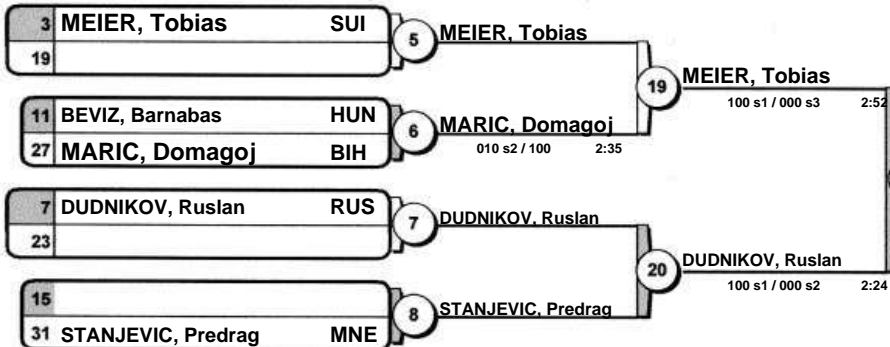 3 MEIER, Tobias SUI
19
5
MEIER, Tobias
11 BEVIZ, Barnabas HUN
27 MARIC, Domagoj BIH
6
MARIC, Domagoj
010 s2 / 100 2:35
19
MEIER, Tobias
100 s1 / 000 s3 2:52
7 DUDNIKOV, Ruslan RUS
23
7
DUDNIKOV, Ruslan
15
31 STANJEVIC, Predrag MNE
8
STANJEVIC, Predrag
20
DUDNIKOV, Ruslan
100 s1 / 000 s2 2:24